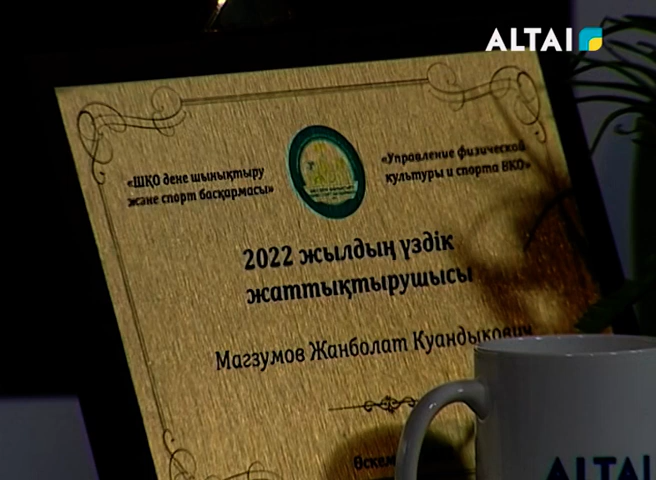 ALTAI
«ШҚО дене шынықтыру
және спорт басқармасы»
«Управление физической
культуры и спорта ВКО»
2022 жылдың үздік
жаттықтырушысы
Магзумов Жанболат Куандыкович
ALTAI